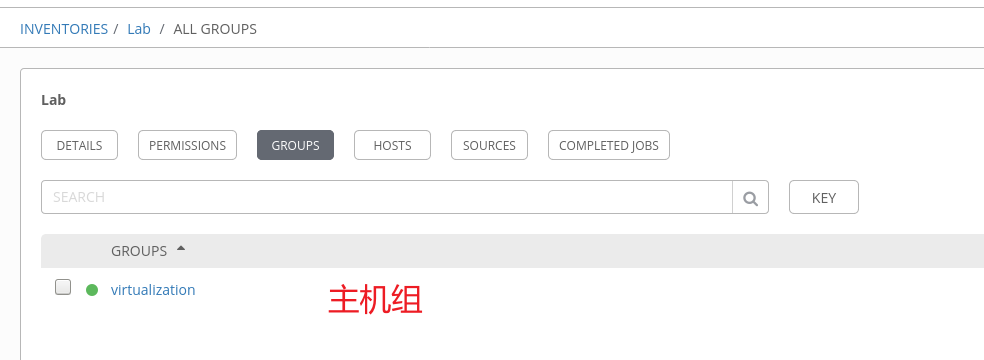 INVENTORIES / Lab / ALL GROUPS
Lab
DETAILS PERMISSIONS GROUPS HOSTS SOURCES COMPLETED JOBS
SEARCH KEY
GROUPS
virtualization 主机组